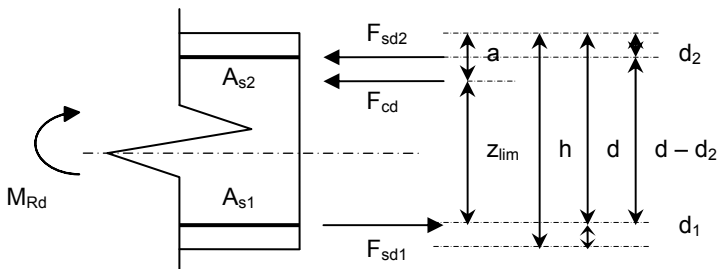 F_sd2
a
d_2
A_s2
F_cd
z_lim
h
d
d – d_2
M_Rd
A_s1
F_sd1
d_1